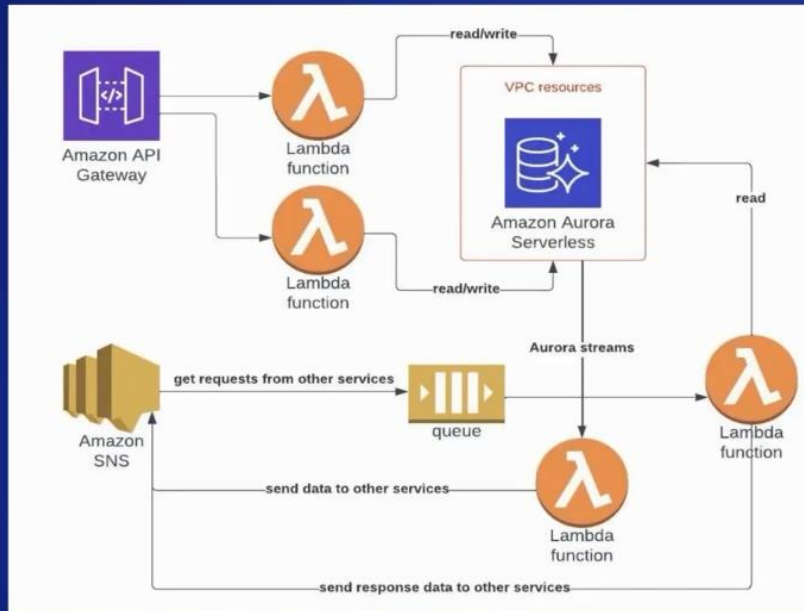 read/write
VPC resources
</>
Amazon API
Gateway
Lambda
function
Amazon Aurora
Serverless
read
Lambda
function
read/write
Aurora streams
get requests from other services
queue
Amazon
SNS
Lambda
function
send data to other services
Lambda
function
send response data to other services